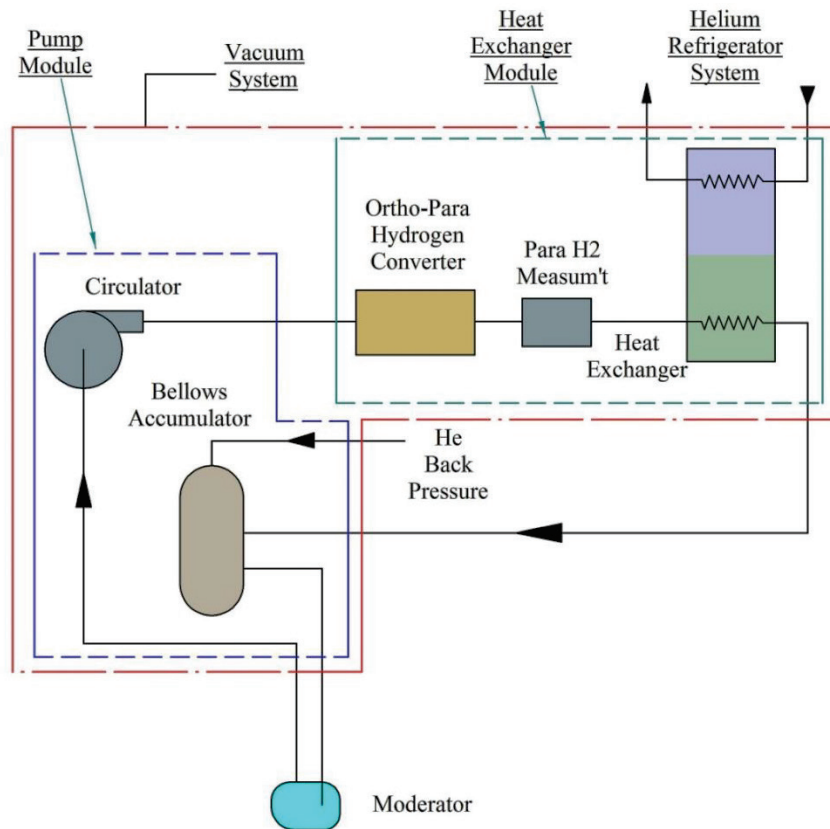 Pump
Module
Vacuum
System
Heat
Exchanger
Module
Helium
Refrigerator
System
Ortho-Para
Hydrogen
Converter
Para H2
Measum't
Circulator
Heat
Exchanger
Bellows
Accumulator
He
Back
Pressure
Moderator